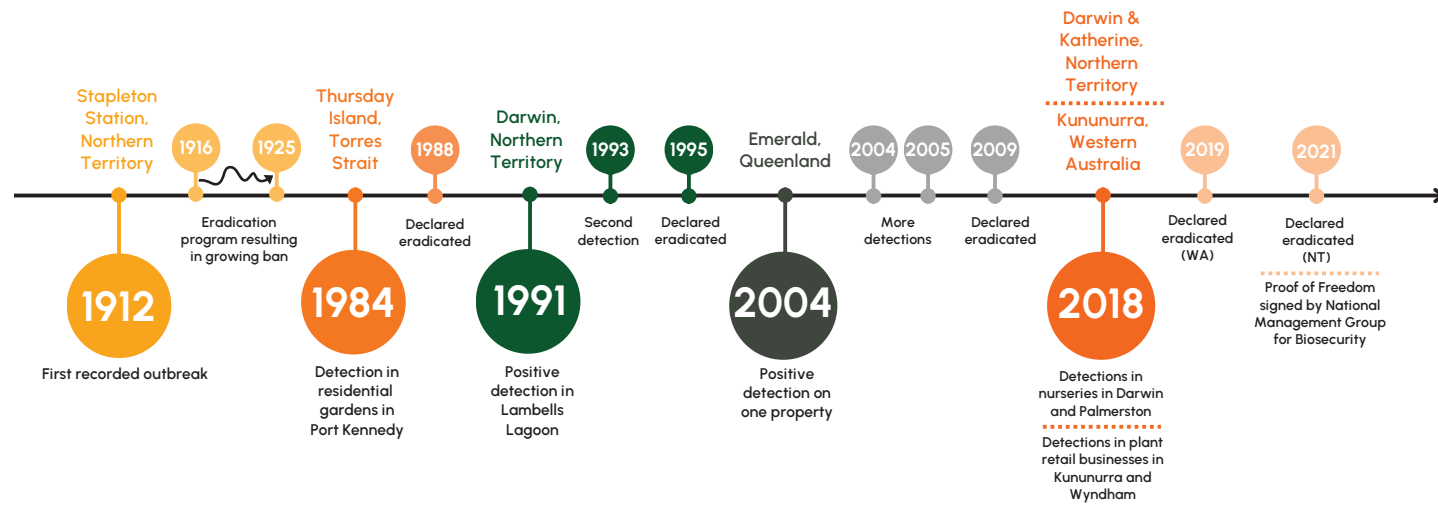 Stapleton
Station,
Northern
Territory
1912
First recorded outbreak
1916
1925
Eradication
program resulting
in growing ban
Thursday
Island,
Torres
Strait
1984
Detection in
residential
gardens in
Port Kennedy
1988
Declared
eradicated
Darwin,
Northern
Territory
1991
Positive
detection in
Lambells
Lagoon
1993
Second
detection
1995
Declared
eradicated
Emerald,
Queenland
2004
Positive
detection on
one property
2004
2005
More
detections
2009
Declared
eradicated
Darwin &
Katherine,
Northern
Territory
Kununurra,
Western
Australia
2018
Detections in
nurseries in Darwin
and Palmerston
Detections in plant
retail businesses in
Kununurra and
Wyndham
2019
Declared
eradicated
(WA)
2021
Declared
eradicated
(NT)
Proof of Freedom
signed by National
Management Group
for Biosecurity